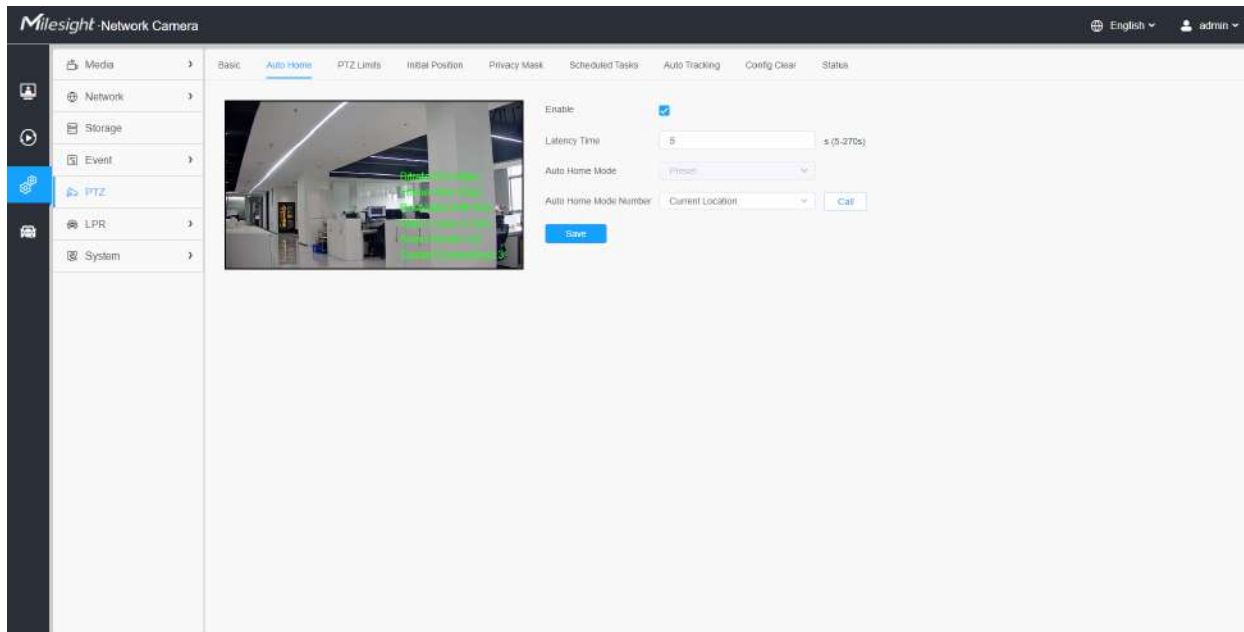 Milesight·Network Camera
English
admin
Media
Network
Storage
Event
PTZ
LPR
System
Basic
Auto Home
PTZ Limits
Initial Position
Privacy Mask
Scheduled Tasks
Auto Tracking
Config Clear
Status
Enable
Latency Time
5
s (5-270s)
Auto Home Mode
Preset
Auto Home Mode Number
Current Location
Call
Save